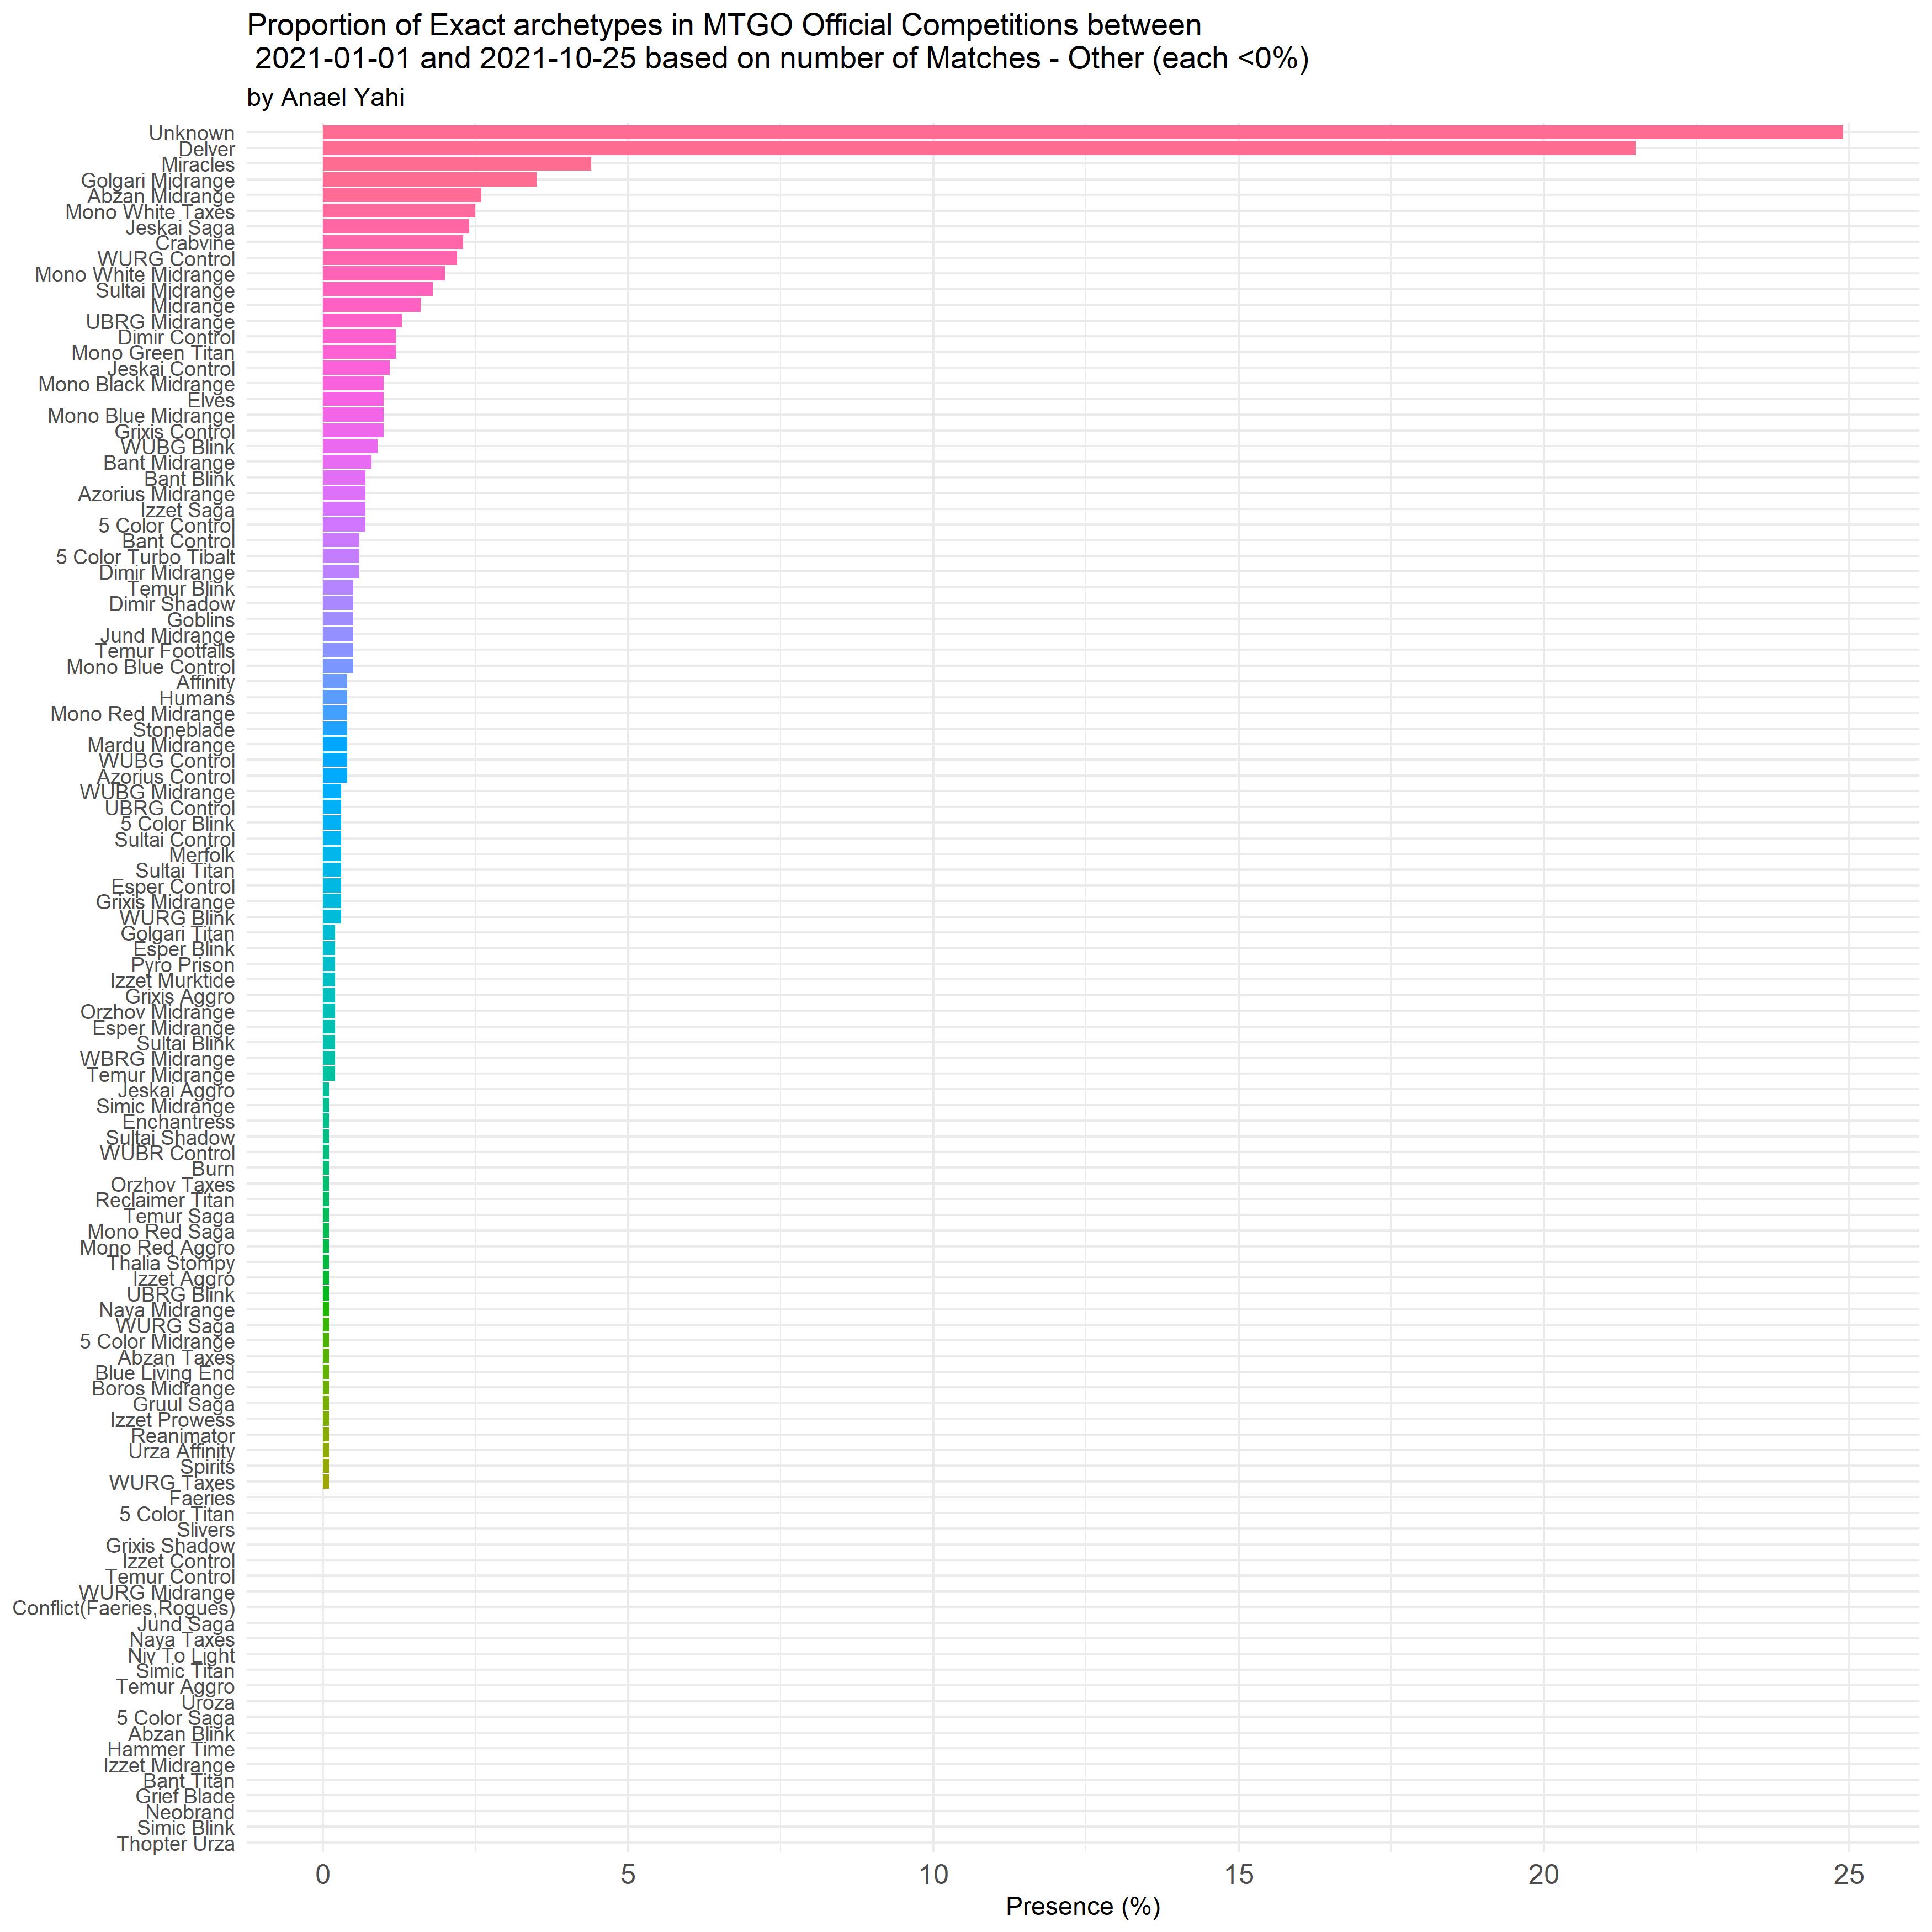 Proportion of Exact archetypes in MTGO Official Competitions between
2021-01-01 and 2021-10-25 based on number of Matches - Other (each <0%)
by Anael Yahi
Unknown
Delver
Miracles
Golgari Midrange
Abzan Midrange
Mono White Taxes
Jeskai Saga
Crabvine
WURG Control
Mono White Midrange
Sultai Midrange
Midrange
UBRG Midrange
Dimir Control
Mono Green Titan
Jeskai Control
Mono Black Midrange
Elves
Mono Blue Midrange
Grixis Control
WUBG Blink
Bant Midrange
Bant Blink
Azorius Midrange
Izzet Saga
5 Color Control
Bant Control
5 Color Turbo Tibalt
Dimir Midrange
Temur Blink
Dimir Shadow
Goblins
Jund Midrange
Temur Footfalls
Mono Blue Control
Affinity
Humans
Mono Red Midrange
Stoneblade
Mardu Midrange
WUBG Control
Azorius Control
WUBG Midrange
UBRG Control
5 Color Blink
Sultai Control
Merfolk
Sultai Titan
Esper Control
Grixis Midrange
WURG Blink
Golgari Titan
Esper Blink
Pyro Prison
Izzet Murktide
Grixis Aggro
Orzhov Midrange
Esper Midrange
Sultai Blink
WBRG Midrange
Temur Midrange
Jeskai Aggro
Simic Midrange
Enchantress
Sultai Shadow
WUBR Control
Burn
Orzhov Taxes
Reclaimer Titan
Temur Saga
Mono Red Saga
Mono Red Aggro
Thalia Stompy
Izzet Aggro
UBRG Blink
Naya Midrange
WURG Saga
5 Color Midrange
Abzan Taxes
Blue Living End
Boros Midrange
Gruul Saga
Izzet Prowess
Reanimator
Urza Affinity
Spirits
WURG Taxes
Faeries
5 Color Titan
Slivers
Grixis Shadow
Izzet Control
Temur Control
WURG Midrange
Conflict(Faeries,Rogues)
Jund Saga
Naya Taxes
Niv To Light
Simic Titan
Temur Aggro
Uroza
5 Color Saga
Abzan Blink
Hammer Time
Izzet Midrange
Bant Titan
Grief Blade
Neobrand
Simic Blink
Thopter Urza
0 5 10 15 20 25
Presence (%)